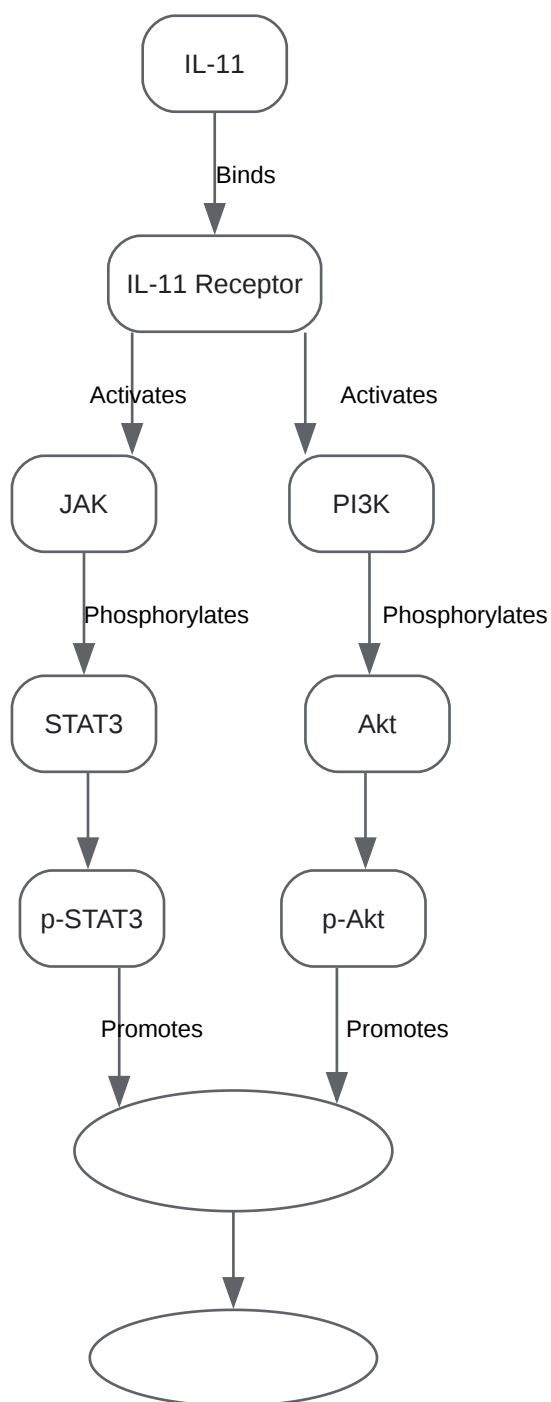 IL-11
Binds
IL-11 Receptor
Activates
Activates
JAK
PI3K
Phosphorylates
Phosphorylates
STAT3
Akt
p-STAT3
p-Akt
Promotes
Promotes